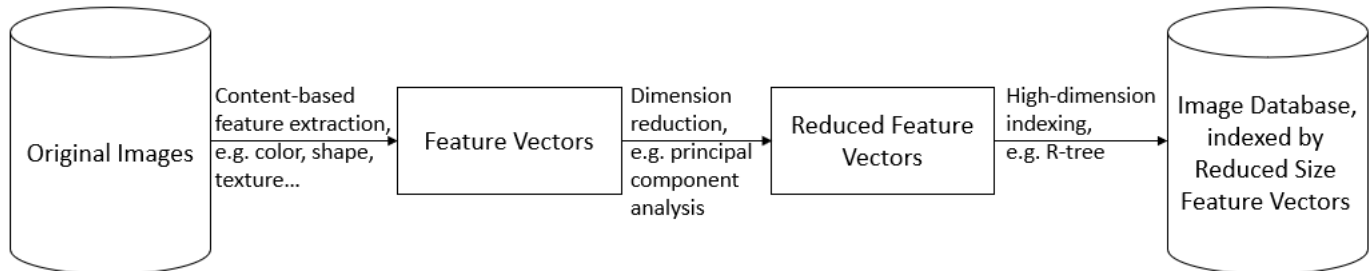 Original Images
Content-based
feature extraction,
e.g. color, shape,
texture...
Feature Vectors
Dimension
reduction,
e.g. principal
component
analysis
Reduced Feature
Vectors
High-dimension
indexing,
e.g. R-tree
Image Database,
indexed by
Reduced Size
Feature Vectors